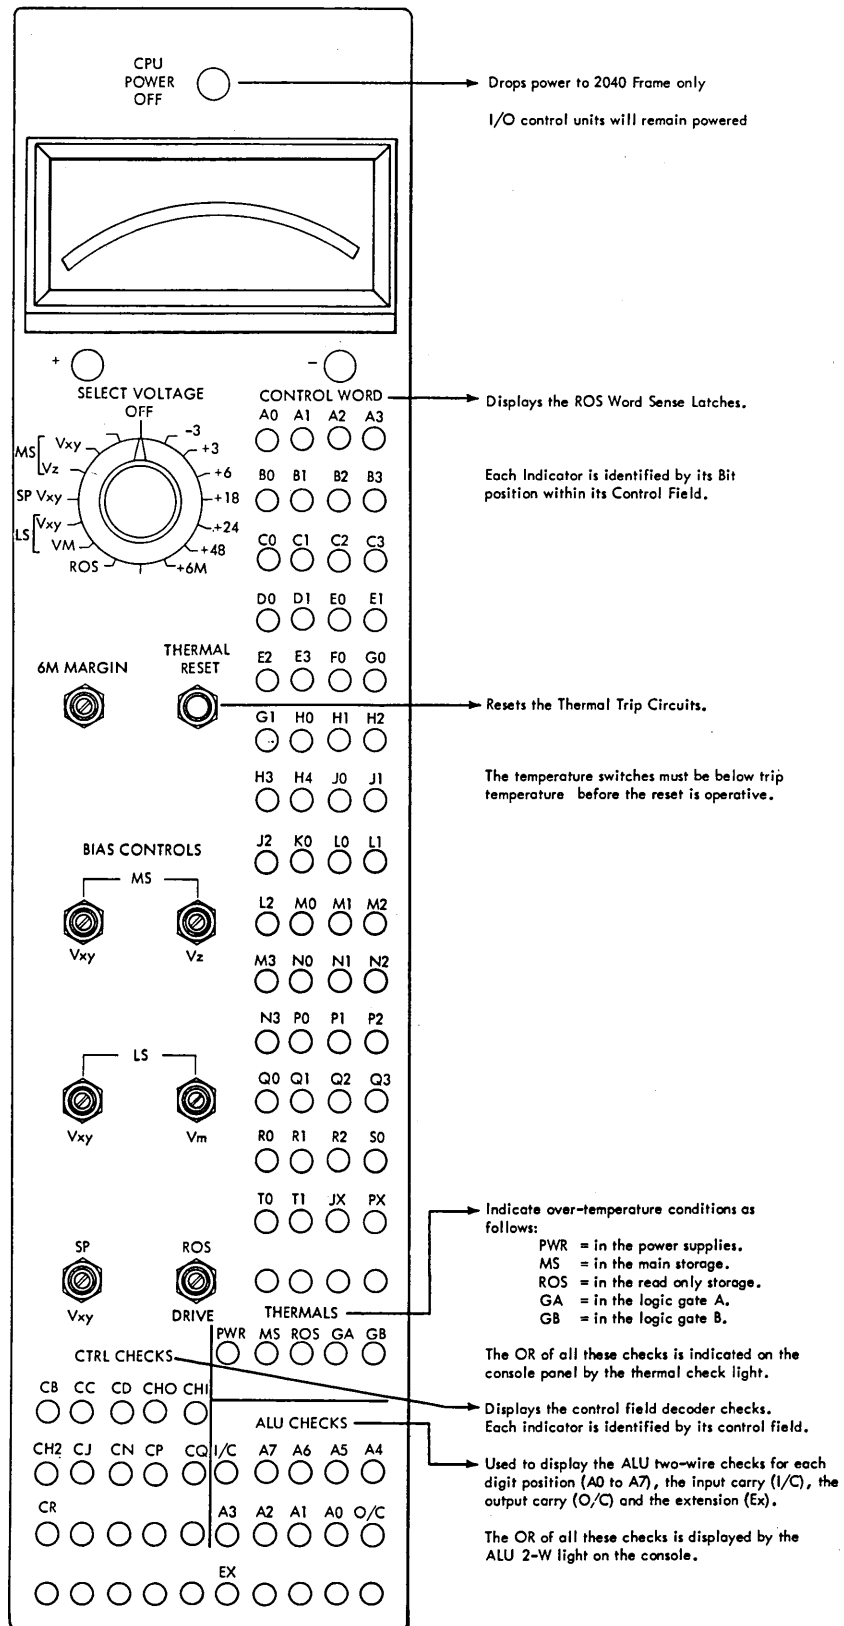 CPU
POWER
OFF
Drops power to 2040 Frame only
I/O control units will remain powered
+
-
SELECT VOLTAGE
OFF
-3
+3
+6
+18
+24
+48
+6M
ROS
LS
VM
Vxy
SP Vxy
MS
Vz
Vxy
CONTROL WORD
Displays the ROS Word Sense Latches.
Each Indicator is identified by its Bit
position within its Control Field.
A0 A1 A2 A3
B0 B1 B2 B3
C0 C1 C2 C3
D0 D1 E0 E1
E2 E3 F0 G0
G1 H0 H1 H2
H3 H4 J0 J1
J2 K0 L0 L1
L2 M0 M1 M2
M3 N0 N1 N2
N3 P0 P1 P2
Q0 Q1 Q2 Q3
R0 R1 R2 S0
T0 T1 JX PX
6M MARGIN
THERMAL
RESET
Resets the Thermal Trip Circuits.
The temperature switches must be below trip
temperature before the reset is operative.
BIAS CONTROLS
MS
Vxy Vz
LS
Vxy Vm
SP ROS
Vxy DRIVE
THERMALS
PWR MS ROS GA GB
Indicate over-temperature conditions as
follows:
PWR = in the power supplies.
MS = in the main storage.
ROS = in the read only storage.
GA = in the logic gate A.
GB = in the logic gate B.
The OR of all these checks is indicated on the
console panel by the thermal check light.
CTRL CHECKS
Displays the control field decoder checks.
Each indicator is identified by its control field.
CB CC CD CHO CHI
CH2 CJ CN CP CQ
CR
ALU CHECKS
I/C A7 A6 A5 A4
A3 A2 A1 A0 O/C
EX
Used to display the ALU two-wire checks for each
digit position (A0 to A7), the input carry (I/C), the
output carry (O/C) and the extension (Ex).
The OR of all these checks is displayed by the
ALU 2-W light on the console.